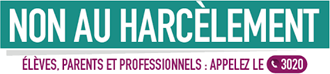 NON AU HARCÈLEMENT
ÉLÈVES, PARENTS ET PROFESSIONNELS : APPELEZ LE 3020